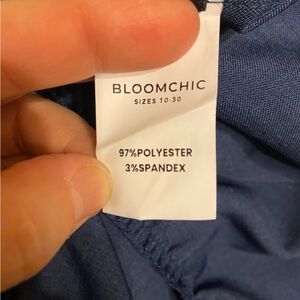 BLOOMCHIC
SIZES 10-30
97%POLYESTER
3%SPANDEX